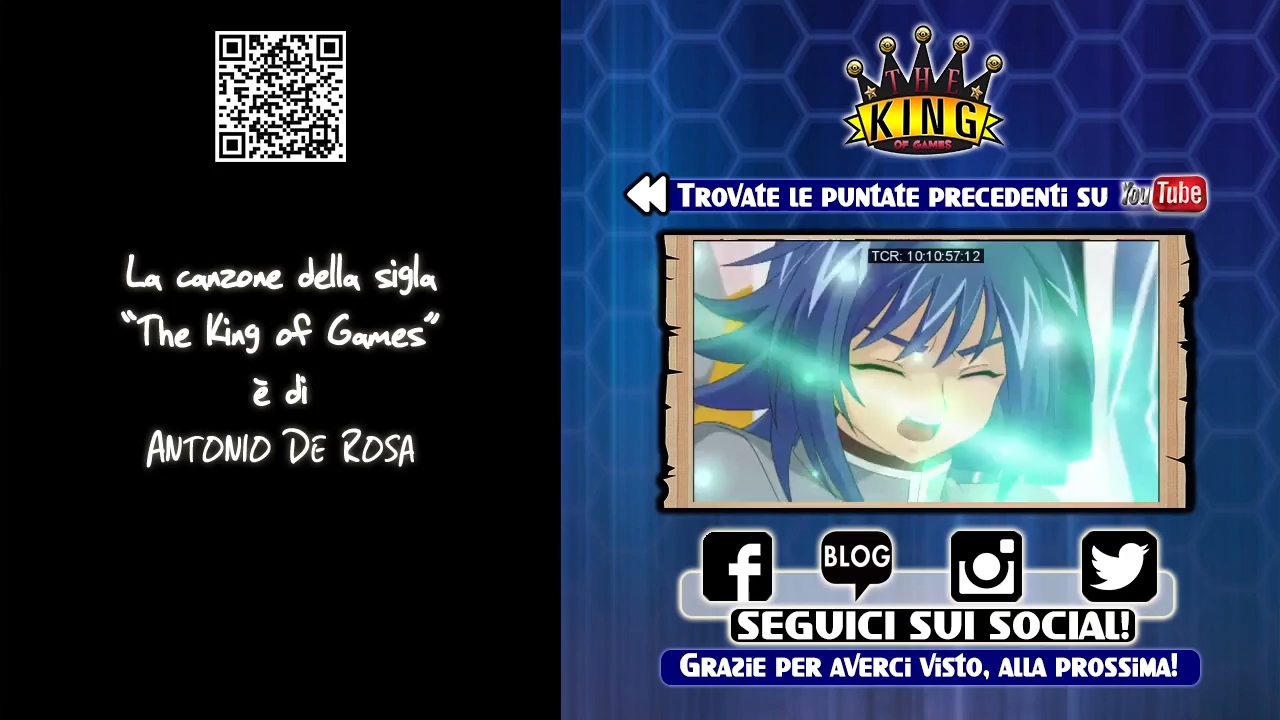 La canzone della sigla
“The King of Games”
è di
ANTONIO DE ROSA
THE
KING
OF GAMES
TROVATE LE PUNTATE PRECEDENTI SU YouTube
TCR: 10:10:57:12
BLOG
SEGUICI SUI SOCIAL!
GRAZIE PER AVERCI VISTO, ALLA PROSSIMA!